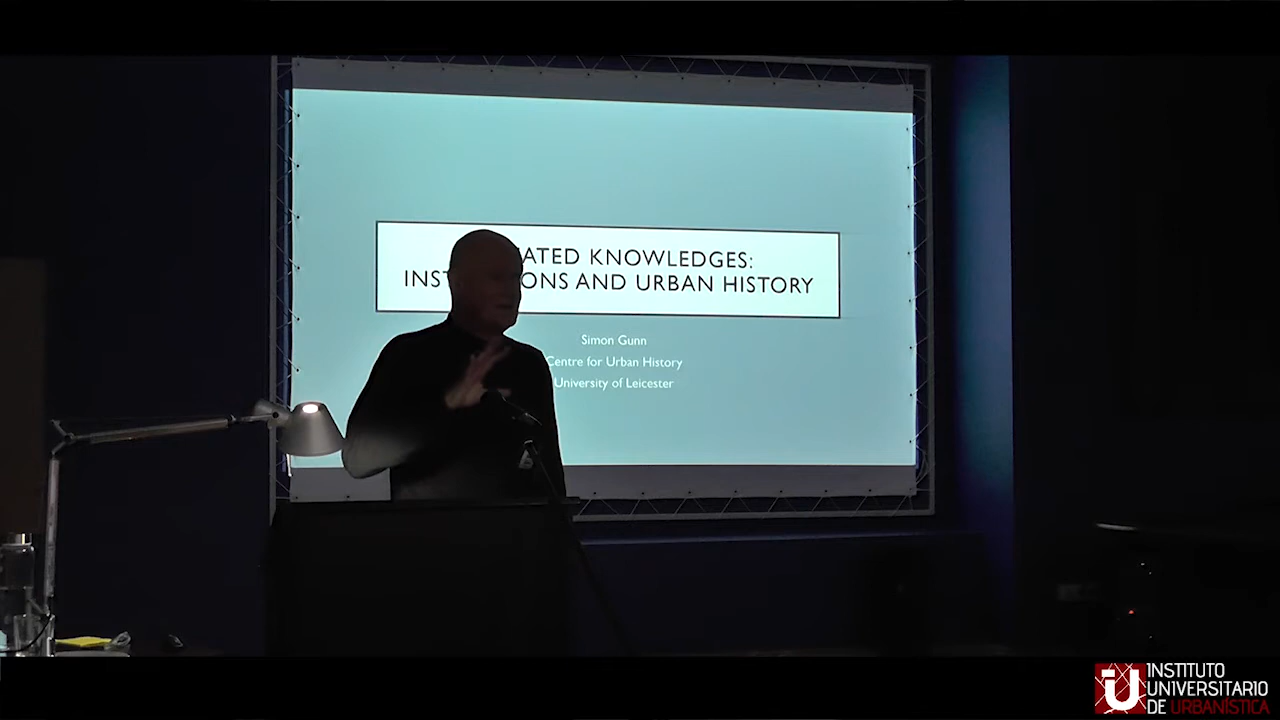 ATED KNOWLEDGES:
INST ONS AND URBAN HISTORY
Simon Gunn
Centre for Urban History
University of Leicester
INSTITUTO
UNIVERSITARIO
DE URBANÍSTICA